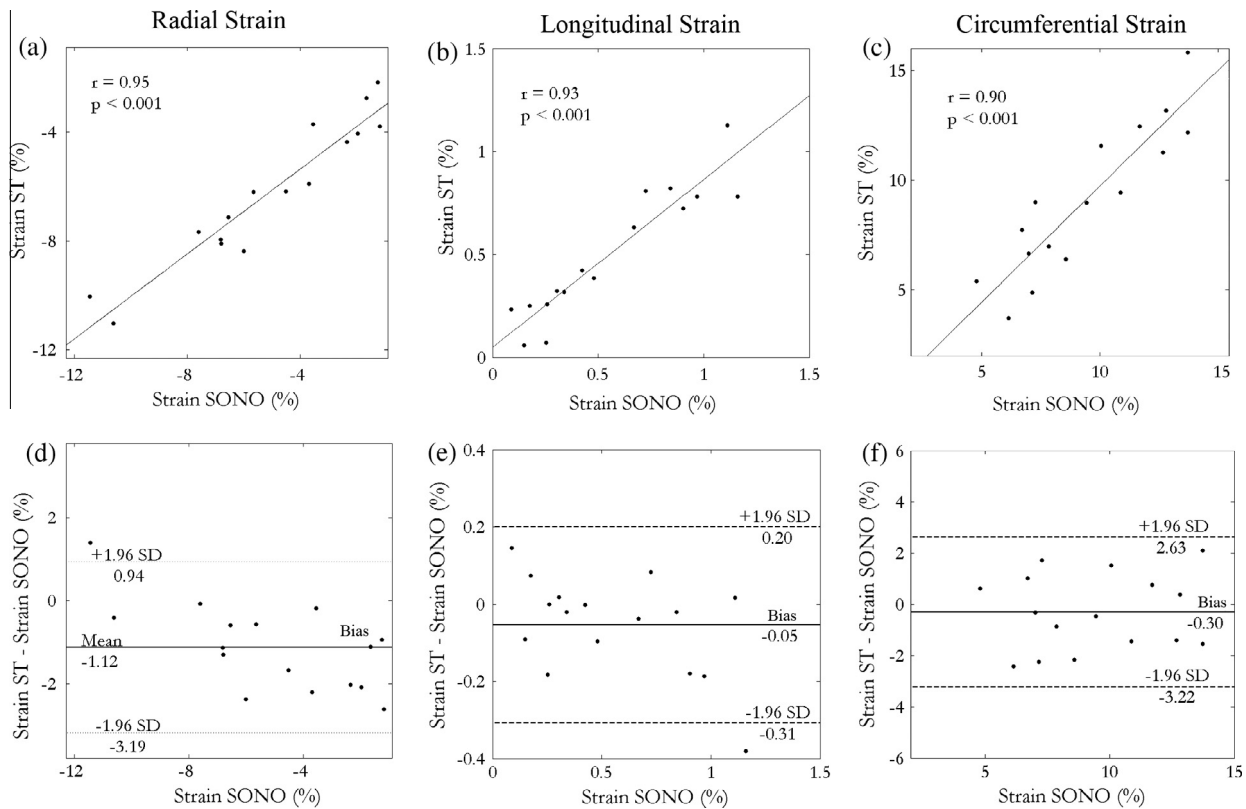 Radial Strain
Longitudinal Strain
Circumferential Strain
(a)
r = 0.95
p < 0.001
-4
-8
-12
-12
-8
-4
Strain ST (%)
Strain SONO (%)
(b)
1.5
r = 0.93
p < 0.001
1
0.5
0
0
0.5
1
1.5
Strain ST (%)
Strain SONO (%)
(c)
15
r = 0.90
p < 0.001
10
5
5
10
15
Strain ST (%)
Strain SONO (%)
(d)
2
+1.96 SD
0.94
0
Mean
Bias
-1.12
-2
-1.96 SD
-3.19
-12
-8
-4
Strain ST - Strain SONO (%)
Strain SONO (%)
(e)
0.4
+1.96 SD
0.2
0.20
0
Bias
-0.05
-0.2
-1.96 SD
-0.31
-0.4
0
0.5
1
1.5
Strain ST - Strain SONO (%)
Strain SONO (%)
(f)
6
4
+1.96 SD
2.63
2
0
Bias
-0.30
-2
-1.96 SD
-3.22
-4
-6
5
10
15
Strain ST - Strain SONO (%)
Strain SONO (%)